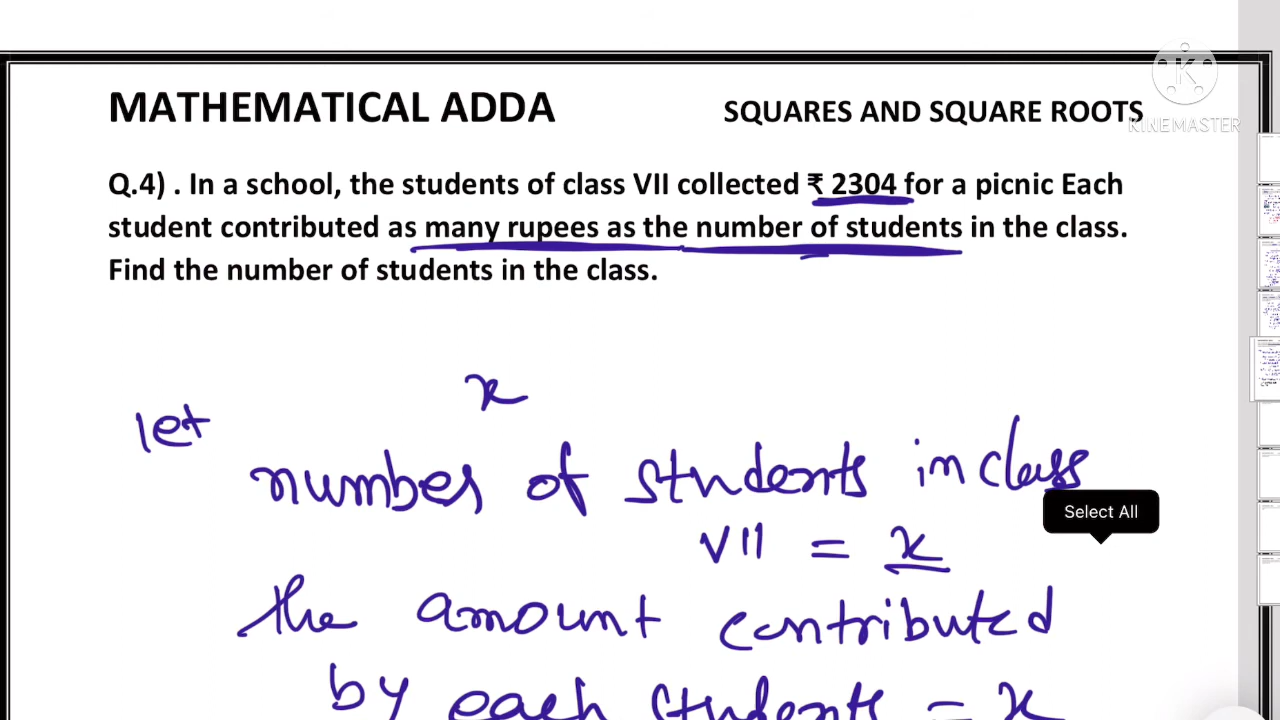 MATHEMATICAL ADDA SQUARES AND SQUARE ROOTS
KINEMASTER
Q.4) . In a school, the students of class VII collected ₹ 2304 for a picnic Each
student contributed as many rupees as the number of students in the class.
Find the number of students in the class.
x
let
number of students in class
Select All
VII = x
the amount contributed
by each students = x